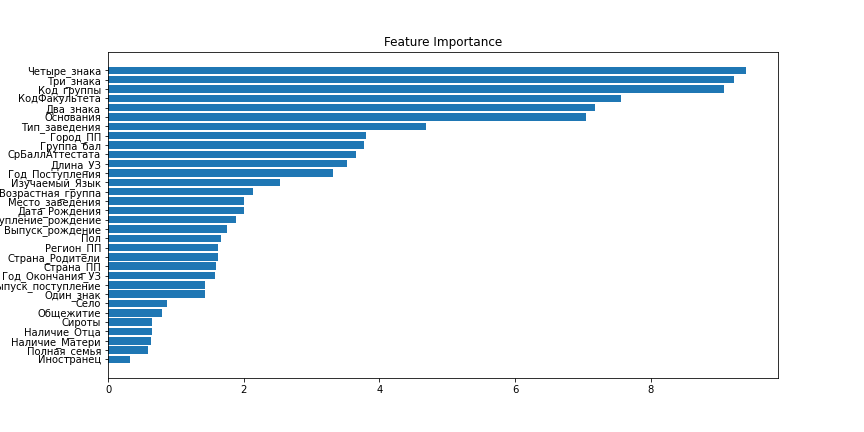 Feature Importance
Четыре_знака
Три_знака
Код_группы
КодФакультета
Два_знака
Основания
Тип_заведения
Город_ПП
Группа_бал
СрБаллАттестата
Длина_УЗ
Год_Поступления
Изучаемый_Язык
Возрастная_группа
Место_заведения
Дата_Рождения
упление_рождение
Выпуск_рождение
Пол
Регион_ПП
Страна_Родители
Страна_ПП
Год_Окончания_УЗ
ыпуск_поступление
Один_знак
Село
Общежитие
Сироты
Наличие_Отца
Наличие_Матери
Полная_семья
Иностранец
0 2 4 6 8